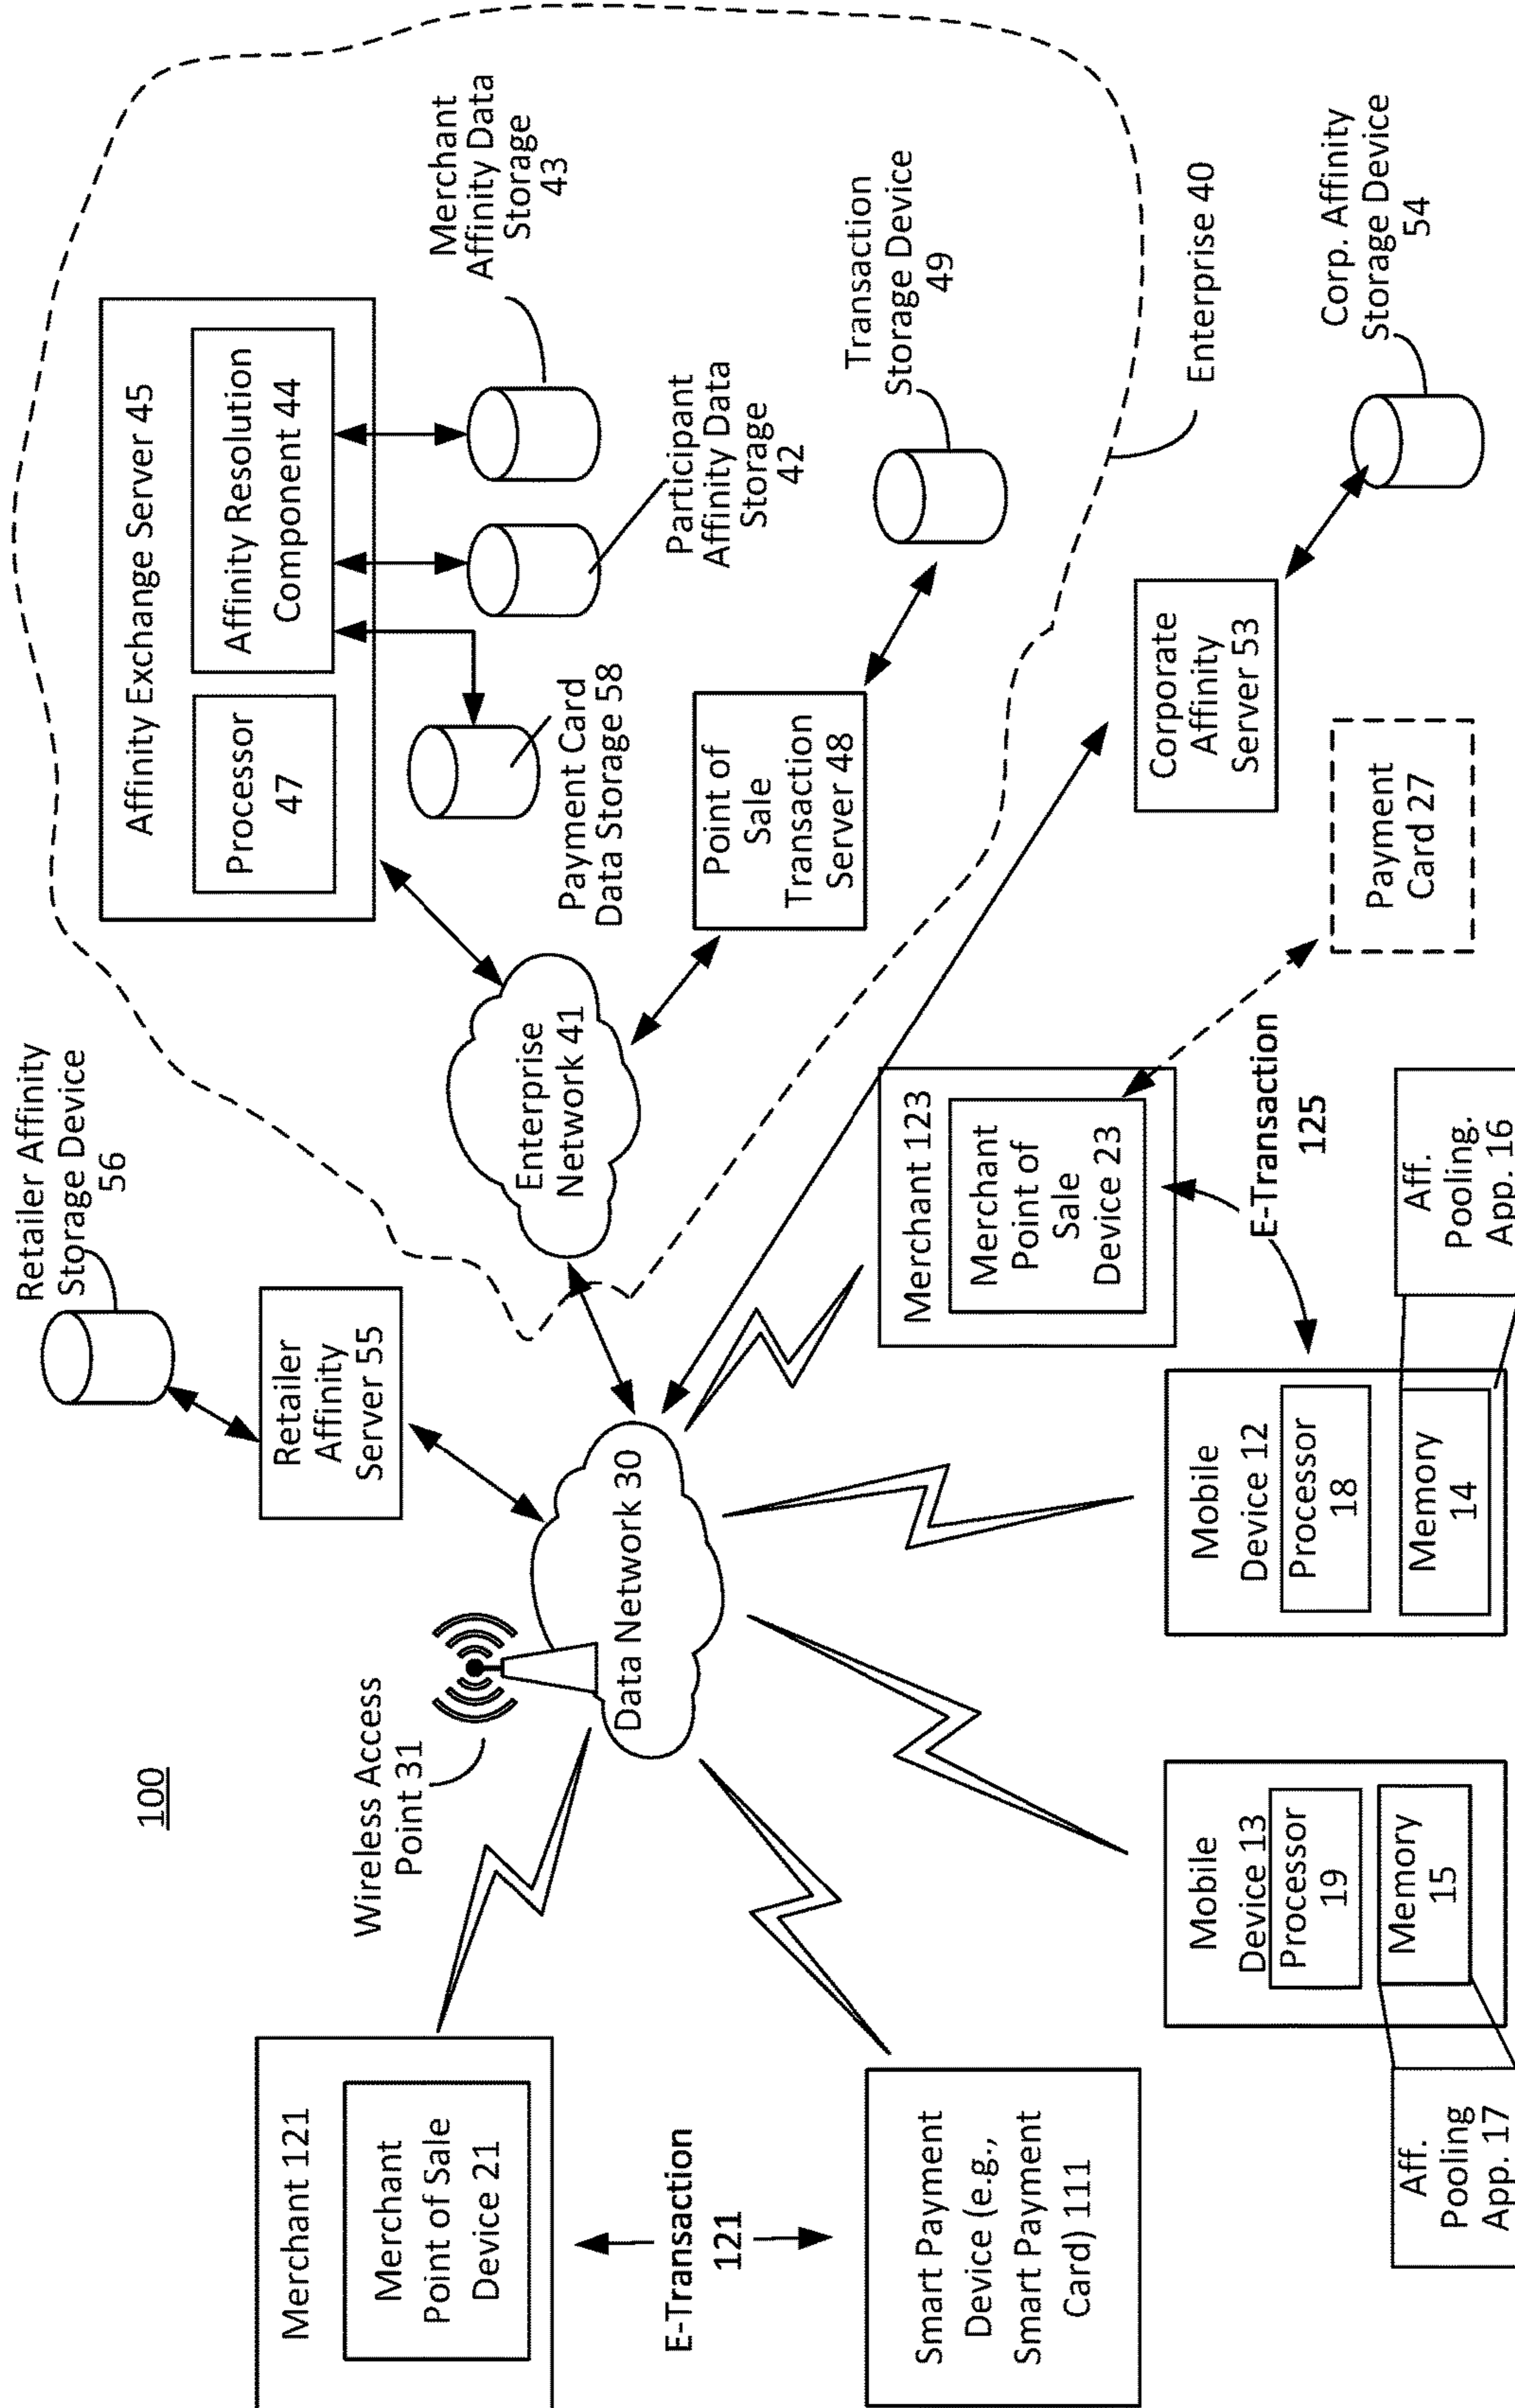 100
Merchant 121
Merchant
Point of Sale
Device 21
E-Transaction
121
Smart Payment
Device (e.g.,
Smart Payment
Card) 111
Wireless Access
Point 31
Data Network 30
Retailer Affinity
Storage Device
56
Retailer
Affinity
Server 55
Enterprise
Network 41
Affinity Exchange Server 45
Processor
47
Affinity Resolution
Component 44
Payment Card
Data Storage 58
Participant
Affinity Data
Storage
42
Merchant
Affinity Data
Storage
43
Point of
Sale
Transaction
Server 48
Transaction
Storage Device
49
Enterprise 40
Corporate
Affinity
Server 53
Corp. Affinity
Storage Device
54
Merchant 123
Merchant
Point of
Sale
Device 23
Payment
Card 27
E-Transaction
125
Mobile
Device 12
Processor
18
Memory
14
Aff.
Pooling.
App. 16
Mobile
Device 13
Processor
19
Memory
15
Aff.
Pooling
App. 17